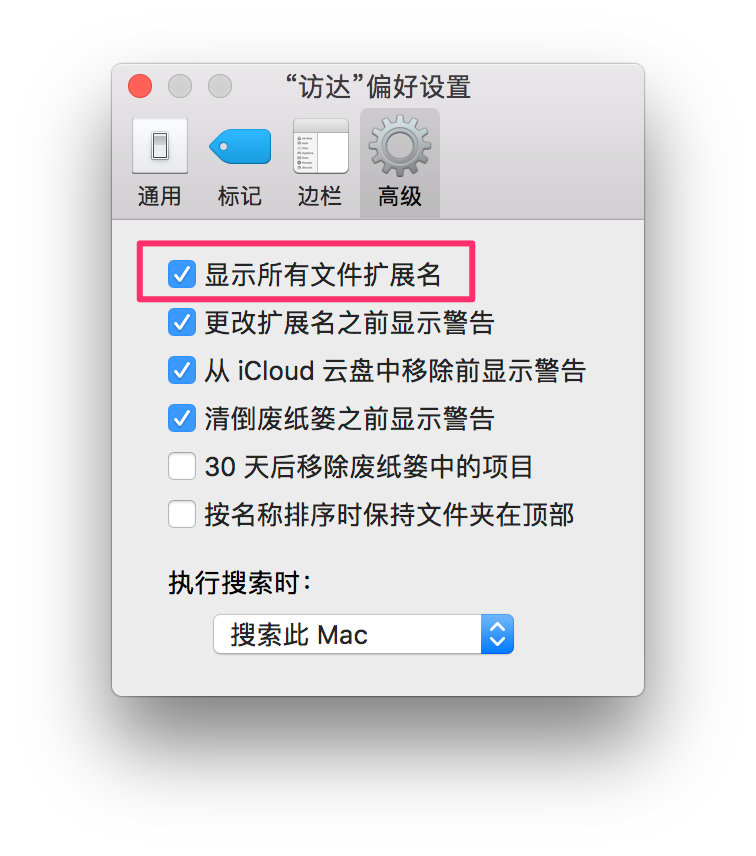 “访达”偏好设置
通用 标记 边栏 高级
显示所有文件扩展名
更改扩展名之前显示警告
从 iCloud 云盘中移除前显示警告
清倒废纸篓之前显示警告
30 天后移除废纸篓中的项目
按名称排序时保持文件夹在顶部
执行搜索时：
搜索此 Mac